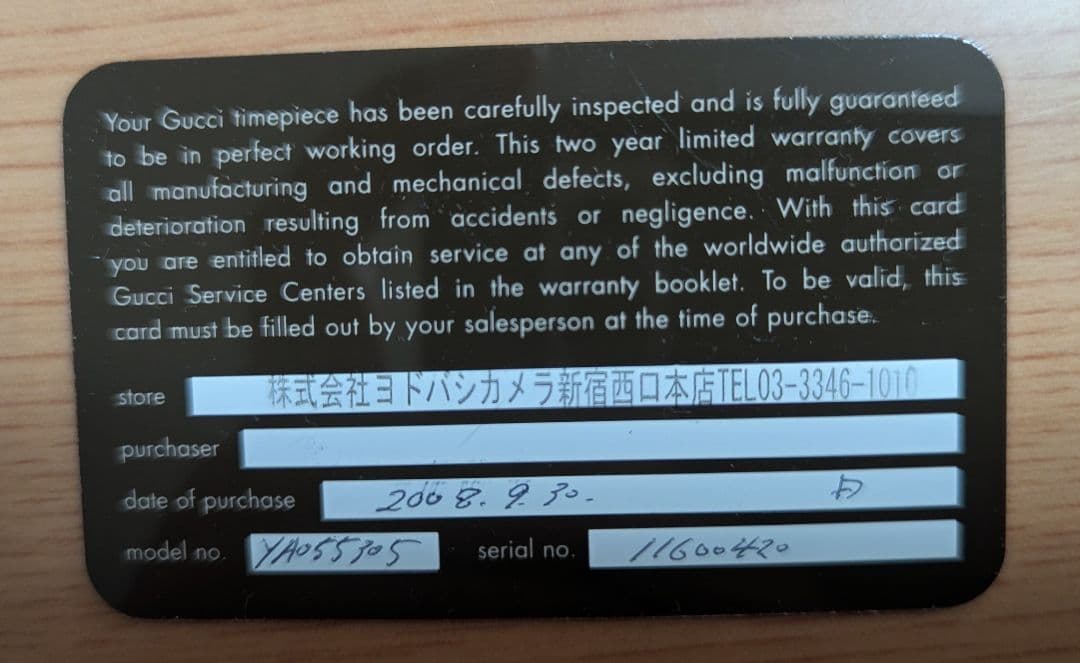 Your Gucci timepiece has been carefully inspected and is fully guaranteed
to be in perfect working order. This two year limited warranty covers
all manufacturing and mechanical defects, excluding malfunction or
deterioration resulting from accidents or negligence. With this card
you are entitled to obtain service at any of the worldwide authorized
Gucci Service Centers listed in the warranty booklet. To be valid, this
card must be filled out by your salesperson at the time of purchase.
store 株式会社ヨドバシカメラ新宿西口本店TEL03-3346-1010
purchaser
date of purchase 2008.9.30.
model no. YA055305 serial no. 11600420